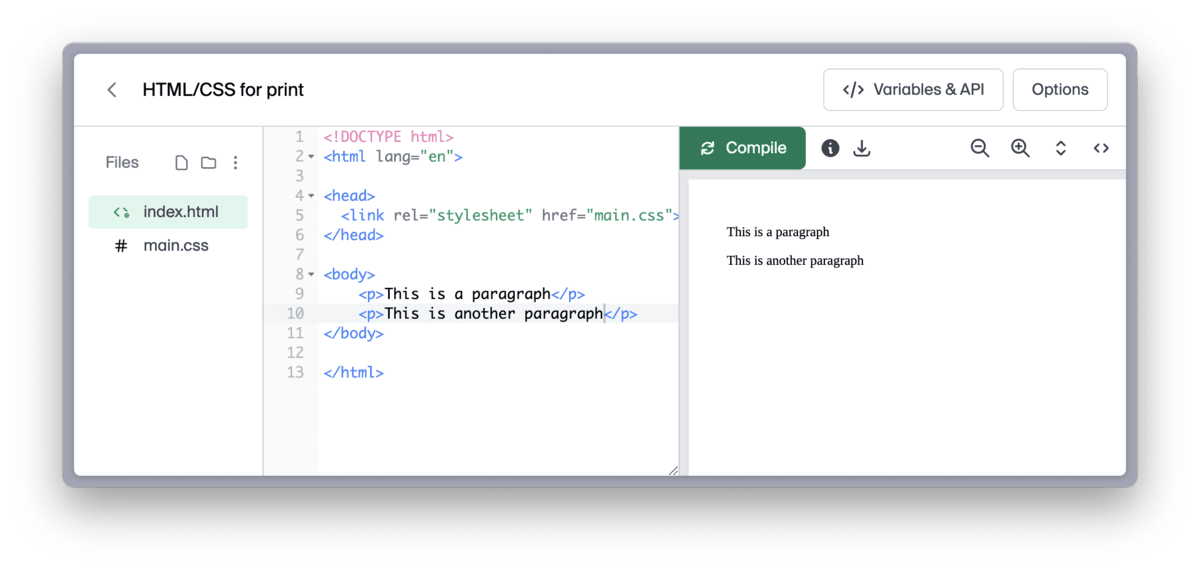 HTML/CSS for print
</> Variables & API
Options
Files
index.html
# main.css
1 <!DOCTYPE html>
2 <html lang="en">
3
4 <head>
5   <link rel="stylesheet" href="main.css">
6 </head>
7
8 <body>
9     <p>This is a paragraph</p>
10     <p>This is another paragraph</p>
11 </body>
12
13 </html>
Compile
This is a paragraph
This is another paragraph